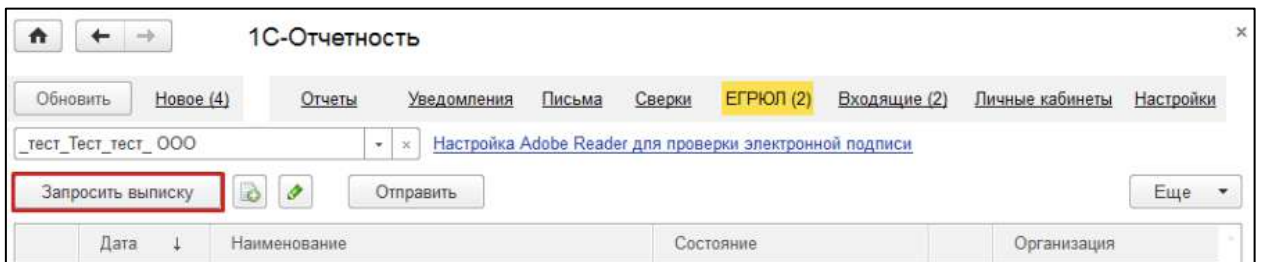 1С-Отчетность
Обновить Новое (4) Отчеты Уведомления Письма Сверки ЕГРЮЛ (2) Входящие (2) Личные кабинеты Настройки
_тест_Тест_тест_ ООО Настройка Adobe Reader для проверки электронной подписи
Запросить выписку Отправить Еще
Дата ↓ Наименование Состояние Организация